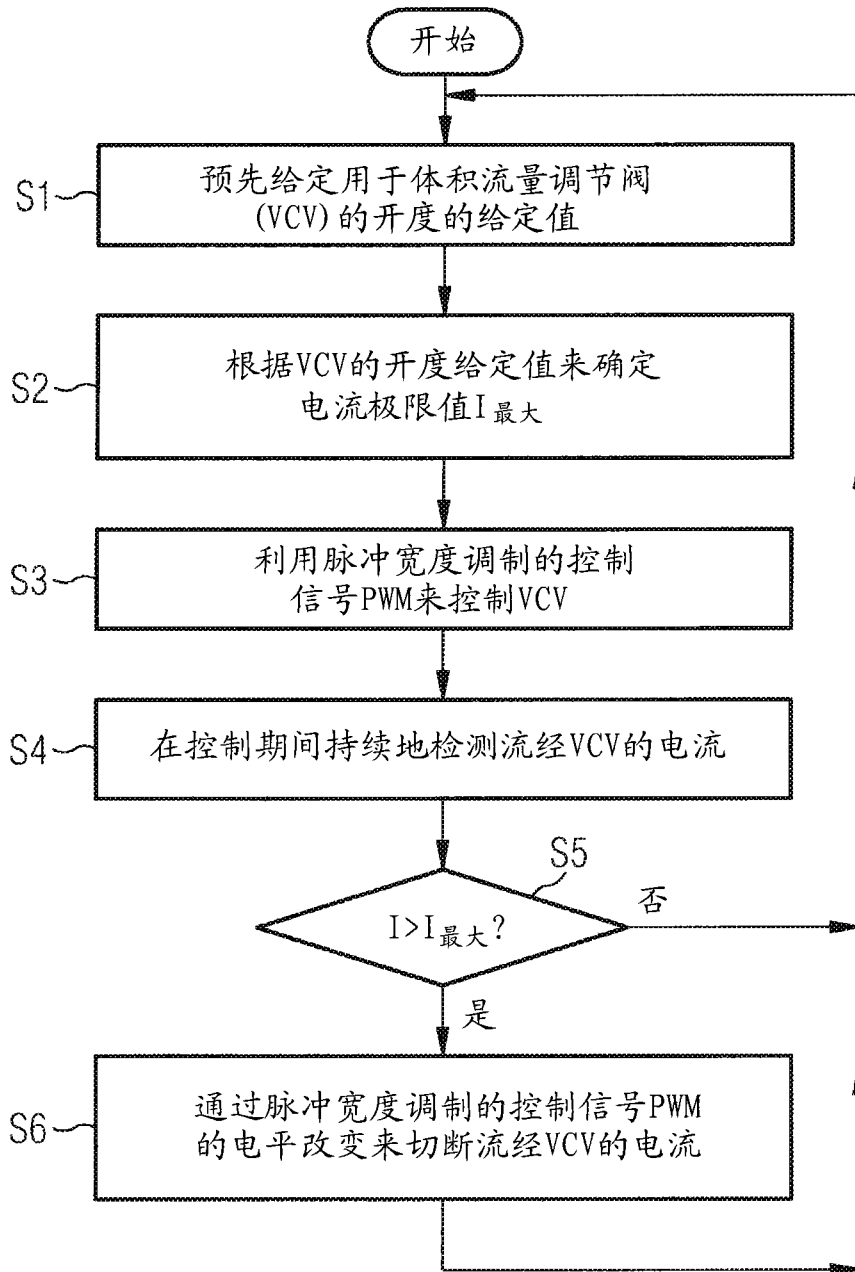 开始
S1
预先给定用于体积流量调节阀
(VCV)的开度的给定值
S2
根据VCV的开度给定值来确定
电流极限值I最大
S3
利用脉冲宽度调制的控制
信号PWM来控制VCV
S4
在控制期间持续地检测流经VCV的电流
S5
I>I最大?
否
是
S6
通过脉冲宽度调制的控制信号PWM
的电平改变来切断流经VCV的电流